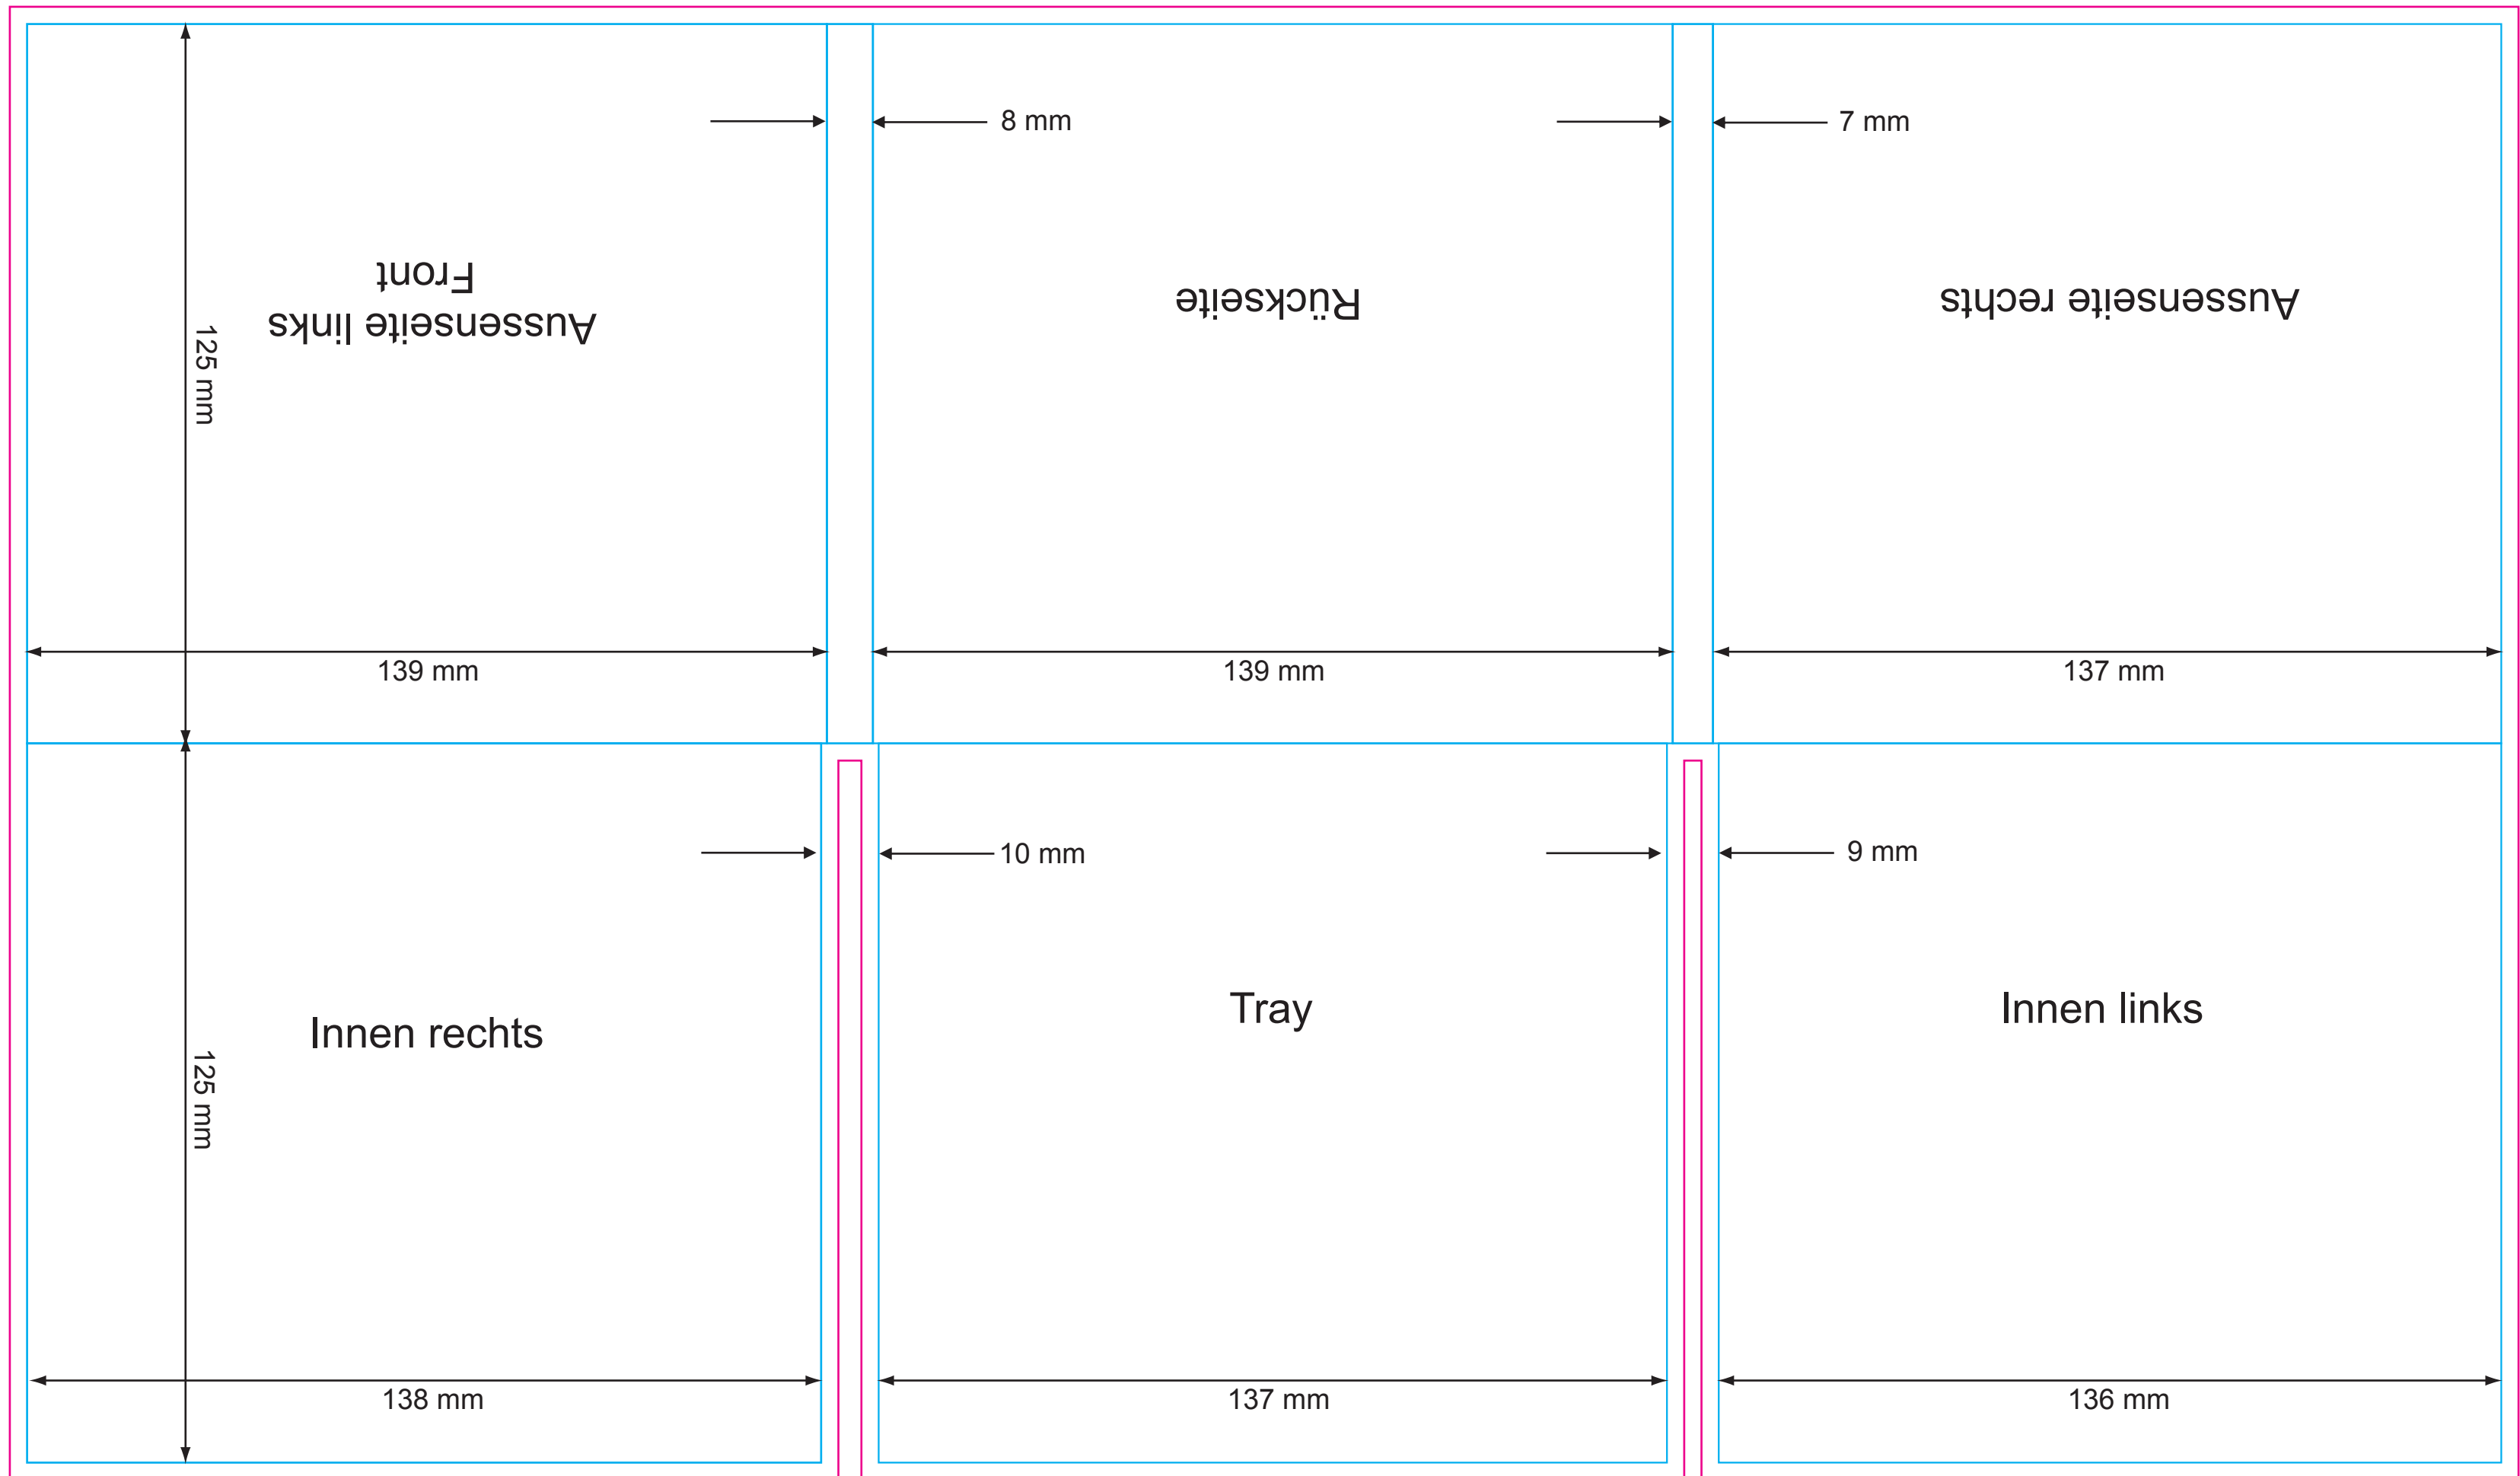 8 mm
7 mm
Aussenseite links
Front
Rückseite
Aussenseite rechts
125 mm
139 mm
139 mm
137 mm
10 mm
9 mm
Innen rechts
Tray
Innen links
125 mm
138 mm
137 mm
136 mm